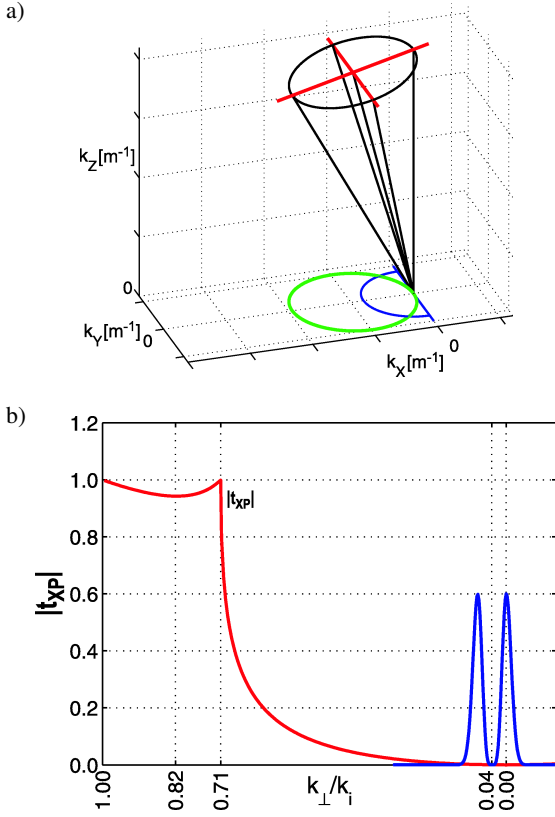 a)
k_Z[m⁻¹]
0
k_Y[m⁻¹]
0
k_X[m⁻¹]
0
b)
1.2
1.0
0.8
0.6
0.4
0.2
0.0
|t_XP|
|t_XP|
1.00
0.82
0.71
k_⊥/k_i
0.04
0.00